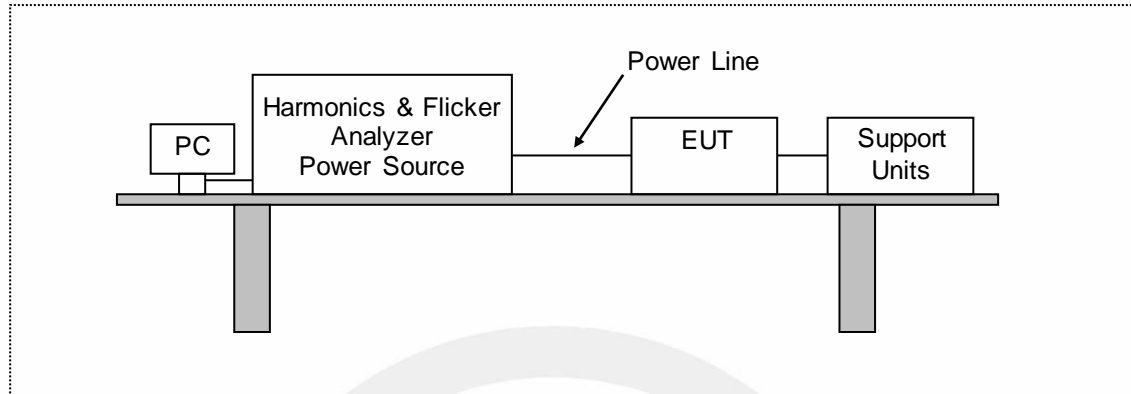 Power Line
Harmonics & Flicker
Analyzer
Power Source
PC
EUT
Support
Units